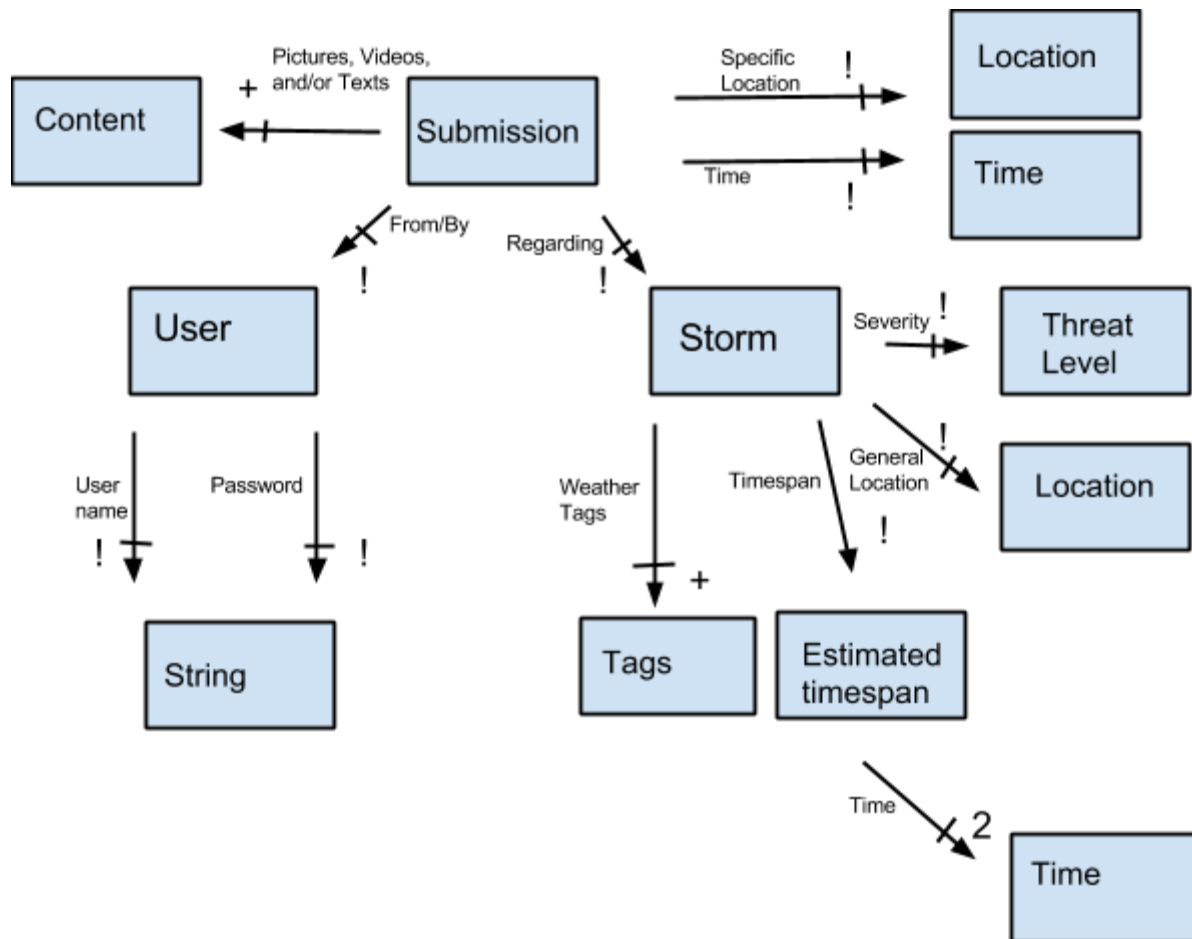 Pictures, Videos,
and/or Texts
+
Content
Submission
Specific
Location
!
Location
Time
!
Time
From/By
!
Regarding
!
User
Storm
Severity
!
Threat
Level
User
name
!
Password
!
Weather
Tags
+
Timespan
!
General
Location
!
Location
String
Tags
Estimated
timespan
Time
2
Time